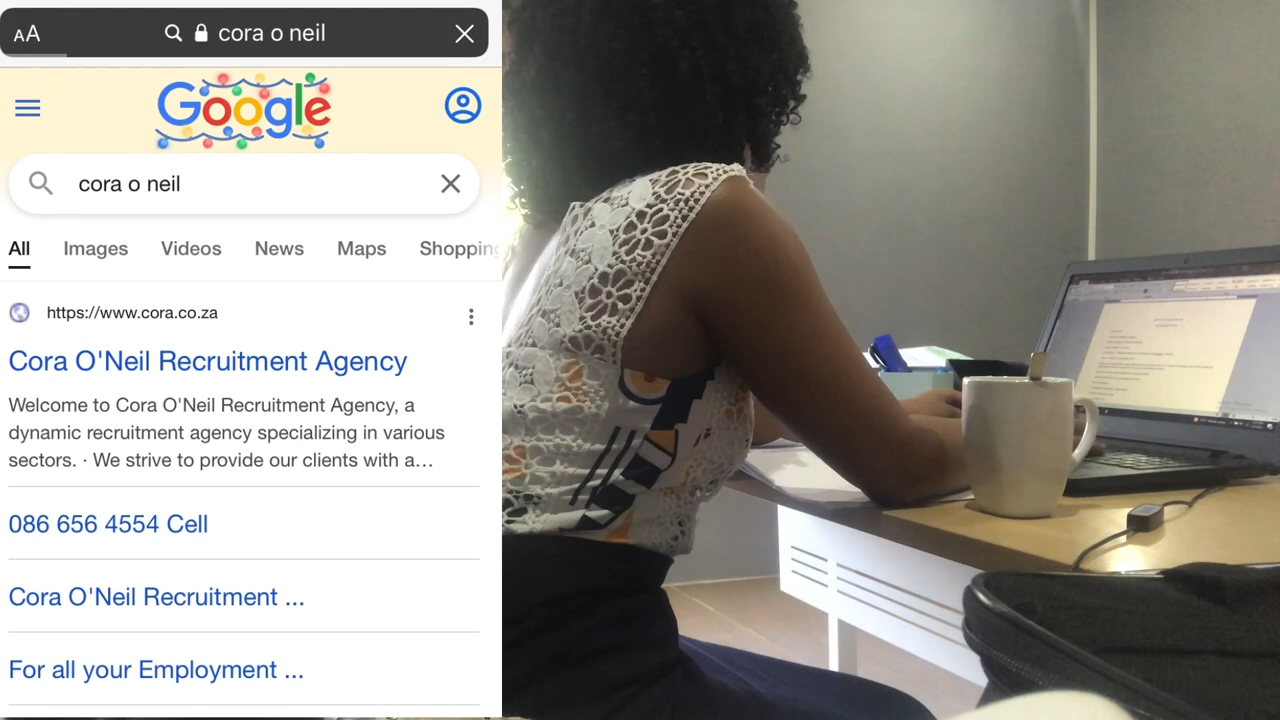 AA
cora o neil
Google
cora o neil
All Images Videos News Maps Shopping
https://www.cora.co.za
Cora O'Neil Recruitment Agency
Welcome to Cora O'Neil Recruitment Agency, a
dynamic recruitment agency specializing in various
sectors. · We strive to provide our clients with a…
086 656 4554 Cell
Cora O'Neil Recruitment ...
For all your Employment ...